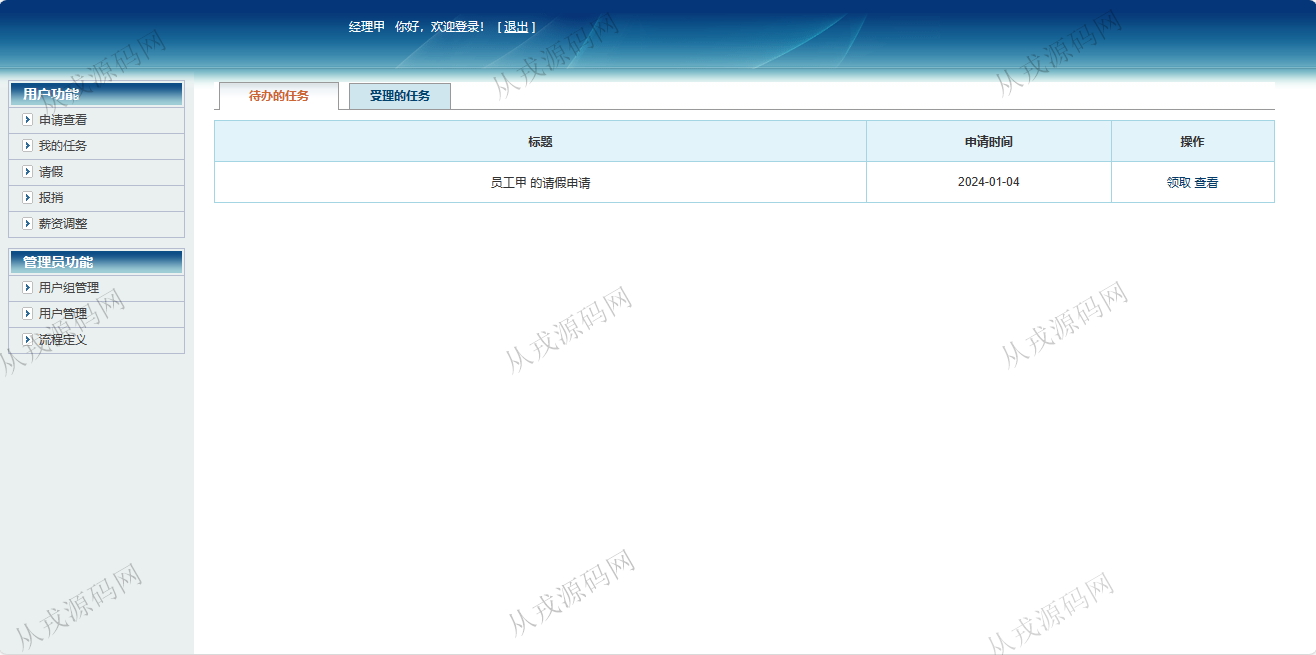 经理甲 你好，欢迎登录！ [ 退出 ]
用户功能
申请查看
我的任务
请假
报销
薪资调整
管理员功能
用户组管理
用户管理
流程定义
待办的任务 受理的任务
标题 申请时间 操作
员工甲 的请假申请 2024-01-04 领取 查看
从戎源码网
从戎源码网
从戎源码网
从戎源码网
从戎源码网
从戎源码网
从戎源码网
从戎源码网
从戎源码网